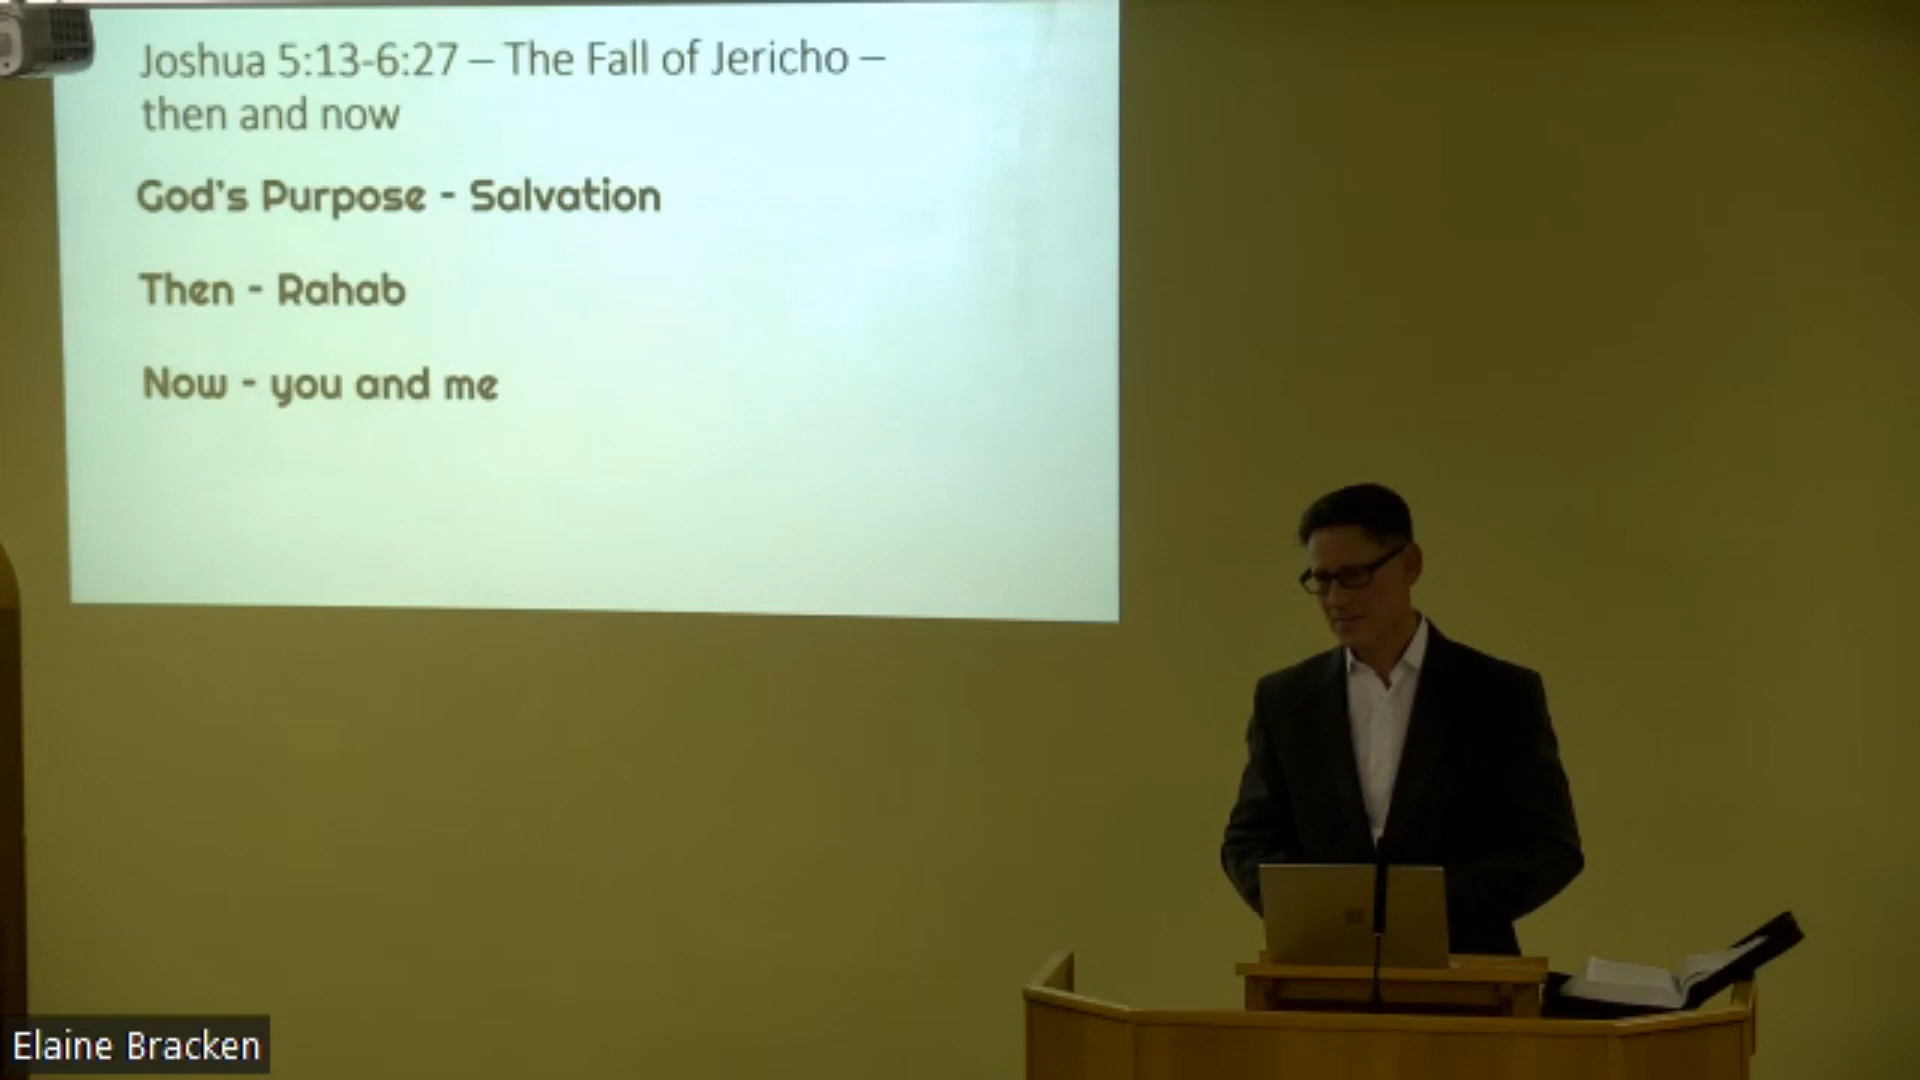 Joshua 5:13-6:27 – The Fall of Jericho –
then and now
God's Purpose - Salvation
Then - Rahab
Now - you and me
Elaine Bracken